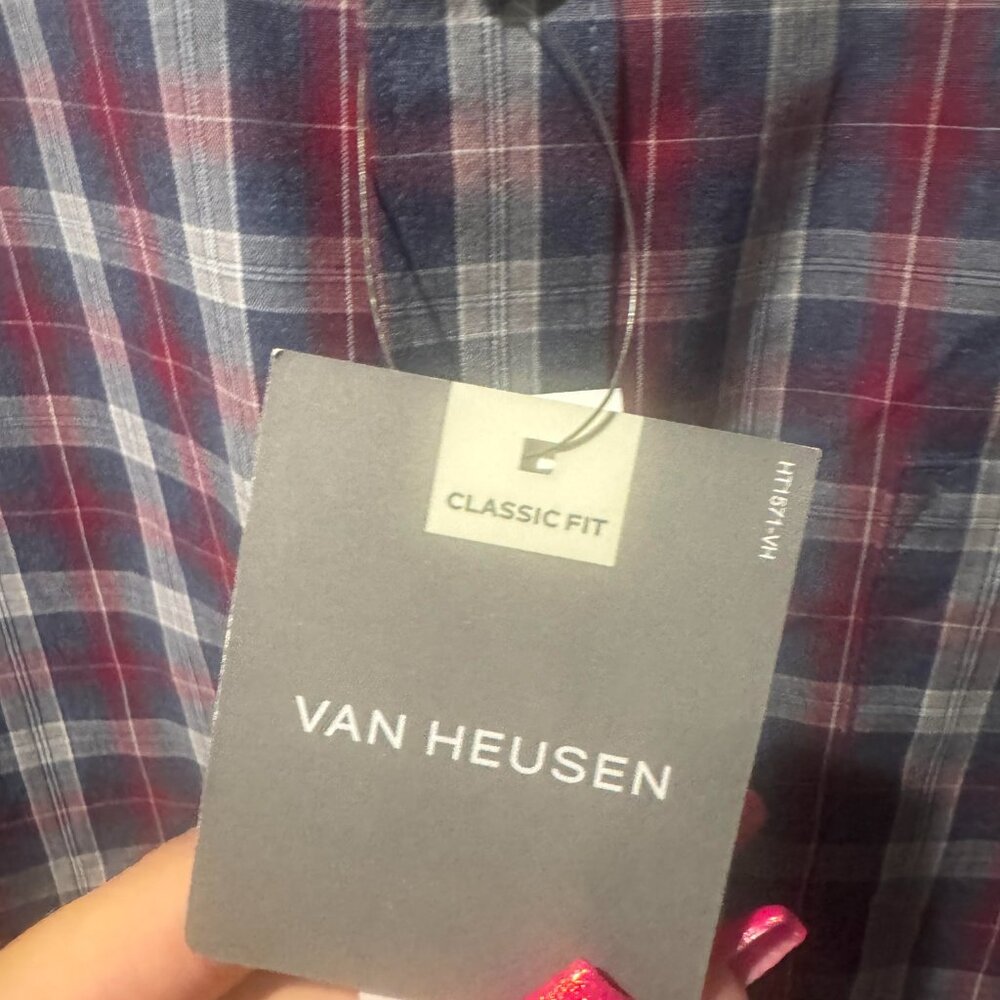 CLASSIC FIT
HT1571-VH
VAN HEUSEN